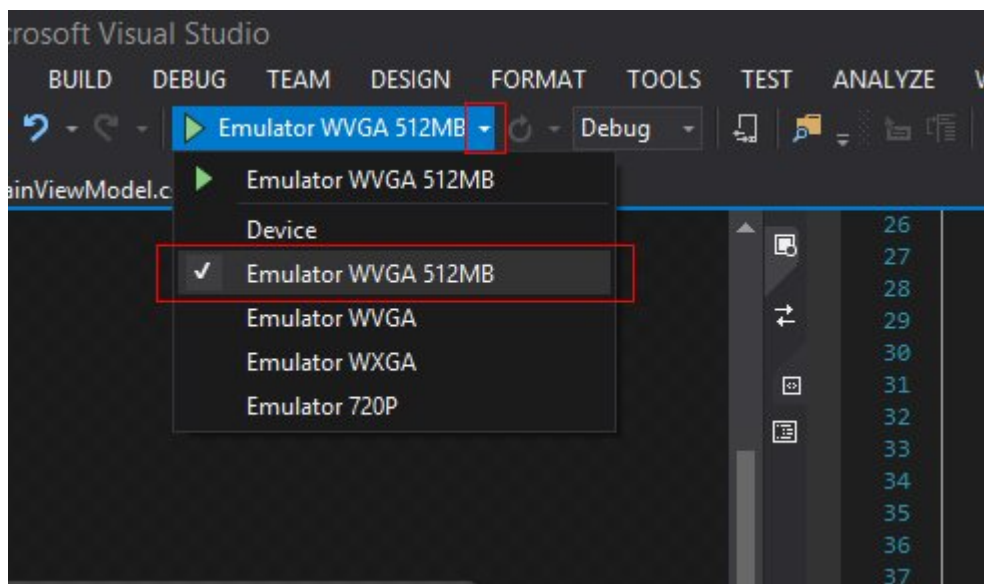 crosoft Visual Studio
BUILD DEBUG TEAM DESIGN FORMAT TOOLS TEST ANALYZE
Emulator WVGA 512MB Debug
ainViewModel.c
Emulator WVGA 512MB
Device
Emulator WVGA 512MB
Emulator WVGA
Emulator WXGA
Emulator 720P
26
27
28
29
30
31
32
33
34
35
36
37